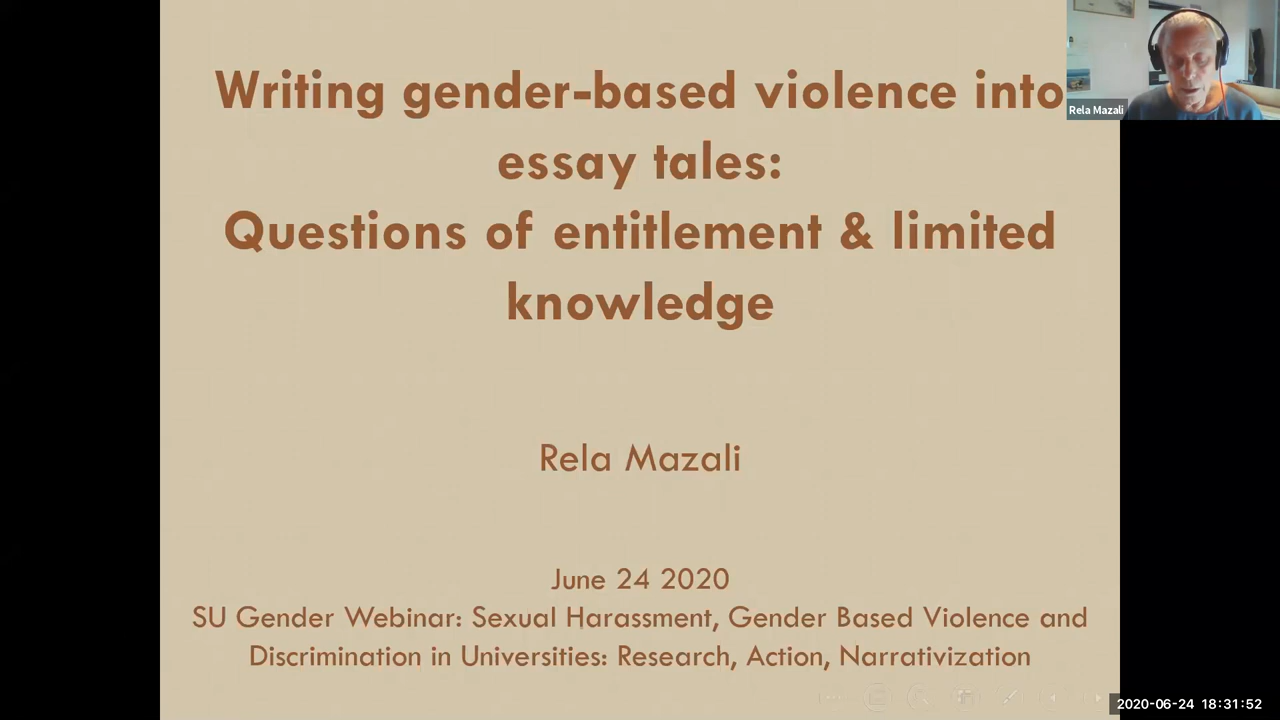 Writing gender-based violence into
essay tales:
Questions of entitlement & limited
knowledge
Rela Mazali
Rela Mazali
June 24 2020
SU Gender Webinar: Sexual Harassment, Gender Based Violence and
Discrimination in Universities: Research, Action, Narrativization
2020-06-24 18:31:52